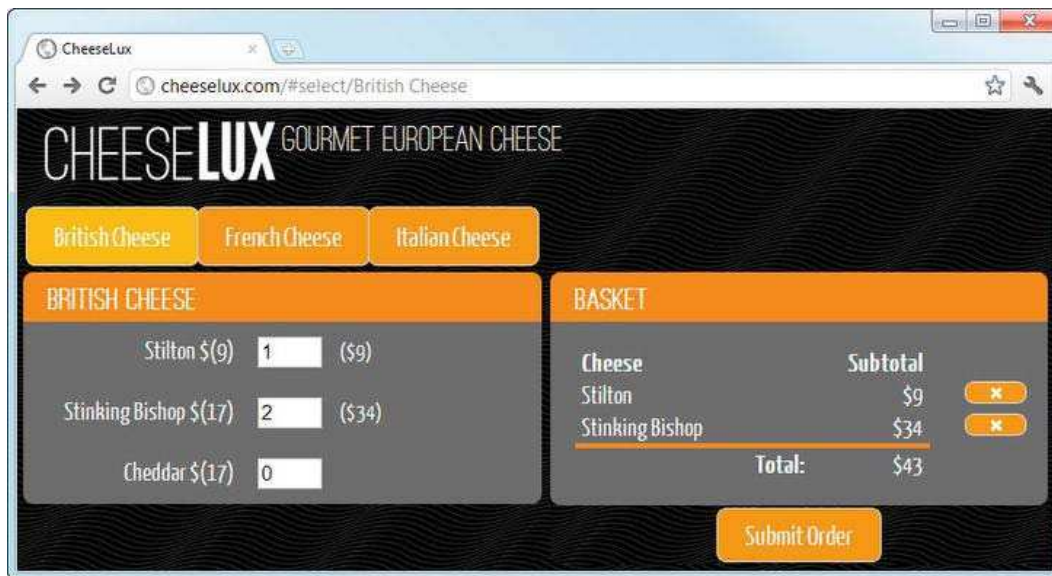 CheeseLux
cheeselux.com/#select/British Cheese
CHEESELUX GOURMET EUROPEAN CHEESE
British Cheese French Cheese Italian Cheese
BRITISH CHEESE
Stilton $(9) 1 ($9)
Stinking Bishop $(17) 2 ($34)
Cheddar $(17) 0
BASKET
Cheese Subtotal
Stilton $9
Stinking Bishop $34
Total: $43
Submit Order